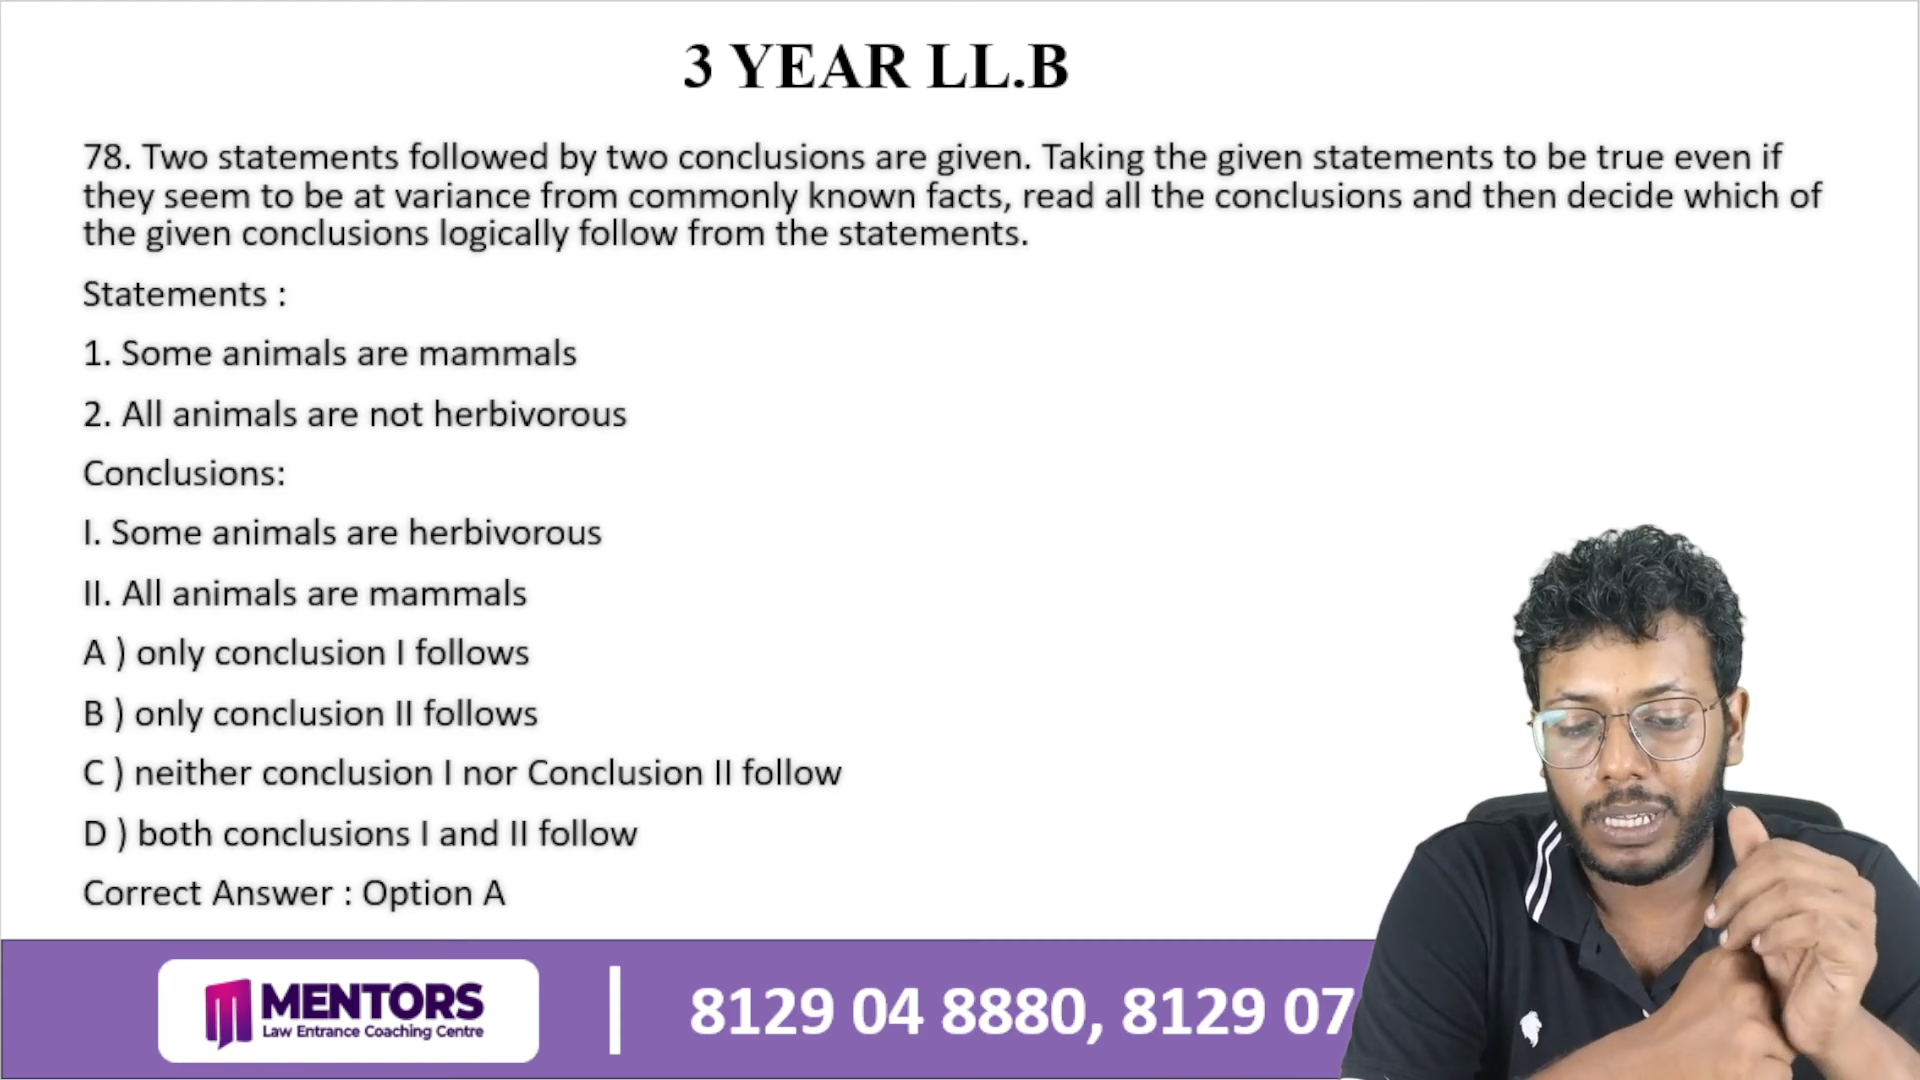 3 YEAR LL.B
78. Two statements followed by two conclusions are given. Taking the given statements to be true even if
they seem to be at variance from commonly known facts, read all the conclusions and then decide which of
the given conclusions logically follow from the statements.
Statements :
1. Some animals are mammals
2. All animals are not herbivorous
Conclusions:
I. Some animals are herbivorous
II. All animals are mammals
A ) only conclusion I follows
B ) only conclusion II follows
C ) neither conclusion I nor Conclusion II follow
D ) both conclusions I and II follow
Correct Answer : Option A
MENTORS
Law Entrance Coaching Centre
8129 04 8880, 8129 07